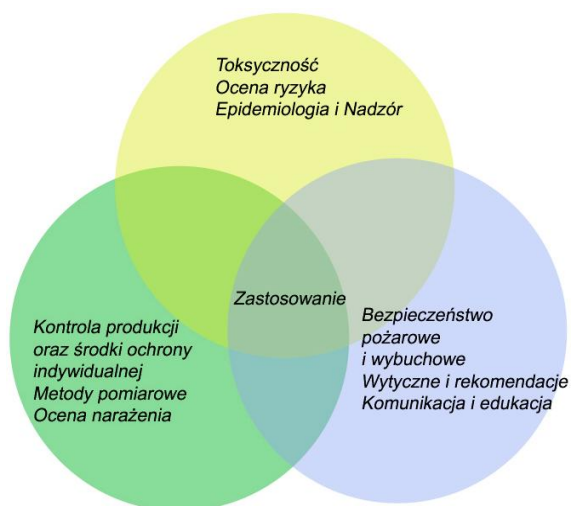 Toksyczność
Ocena ryzyka
Epidemiologia i Nadzór
Zastosowanie
Kontrola produkcji
oraz środki ochrony
indywidualnej
Metody pomiarowe
Ocena narażenia
Bezpieczeństwo
pożarowe
i wybuchowe
Wytyczne i rekomendacje
Komunikacja i edukacja